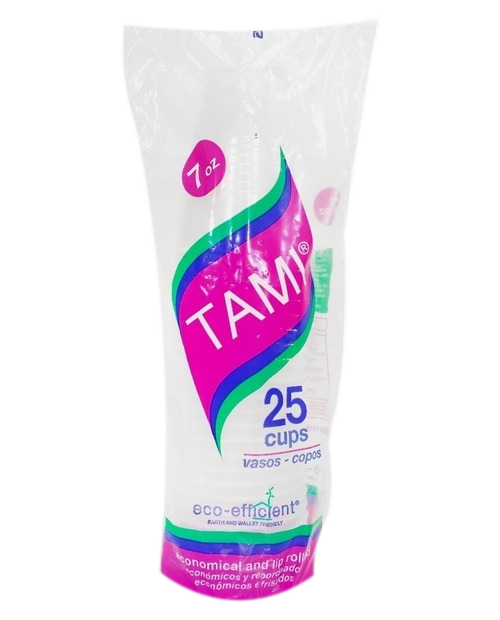 7 oz
TAMI®
25
cups
vasos - copos
eco-efficient®
EARTH AND WALLET FRIENDLY
economical and lip rolled
económicos y reborde
econômicos e frisados